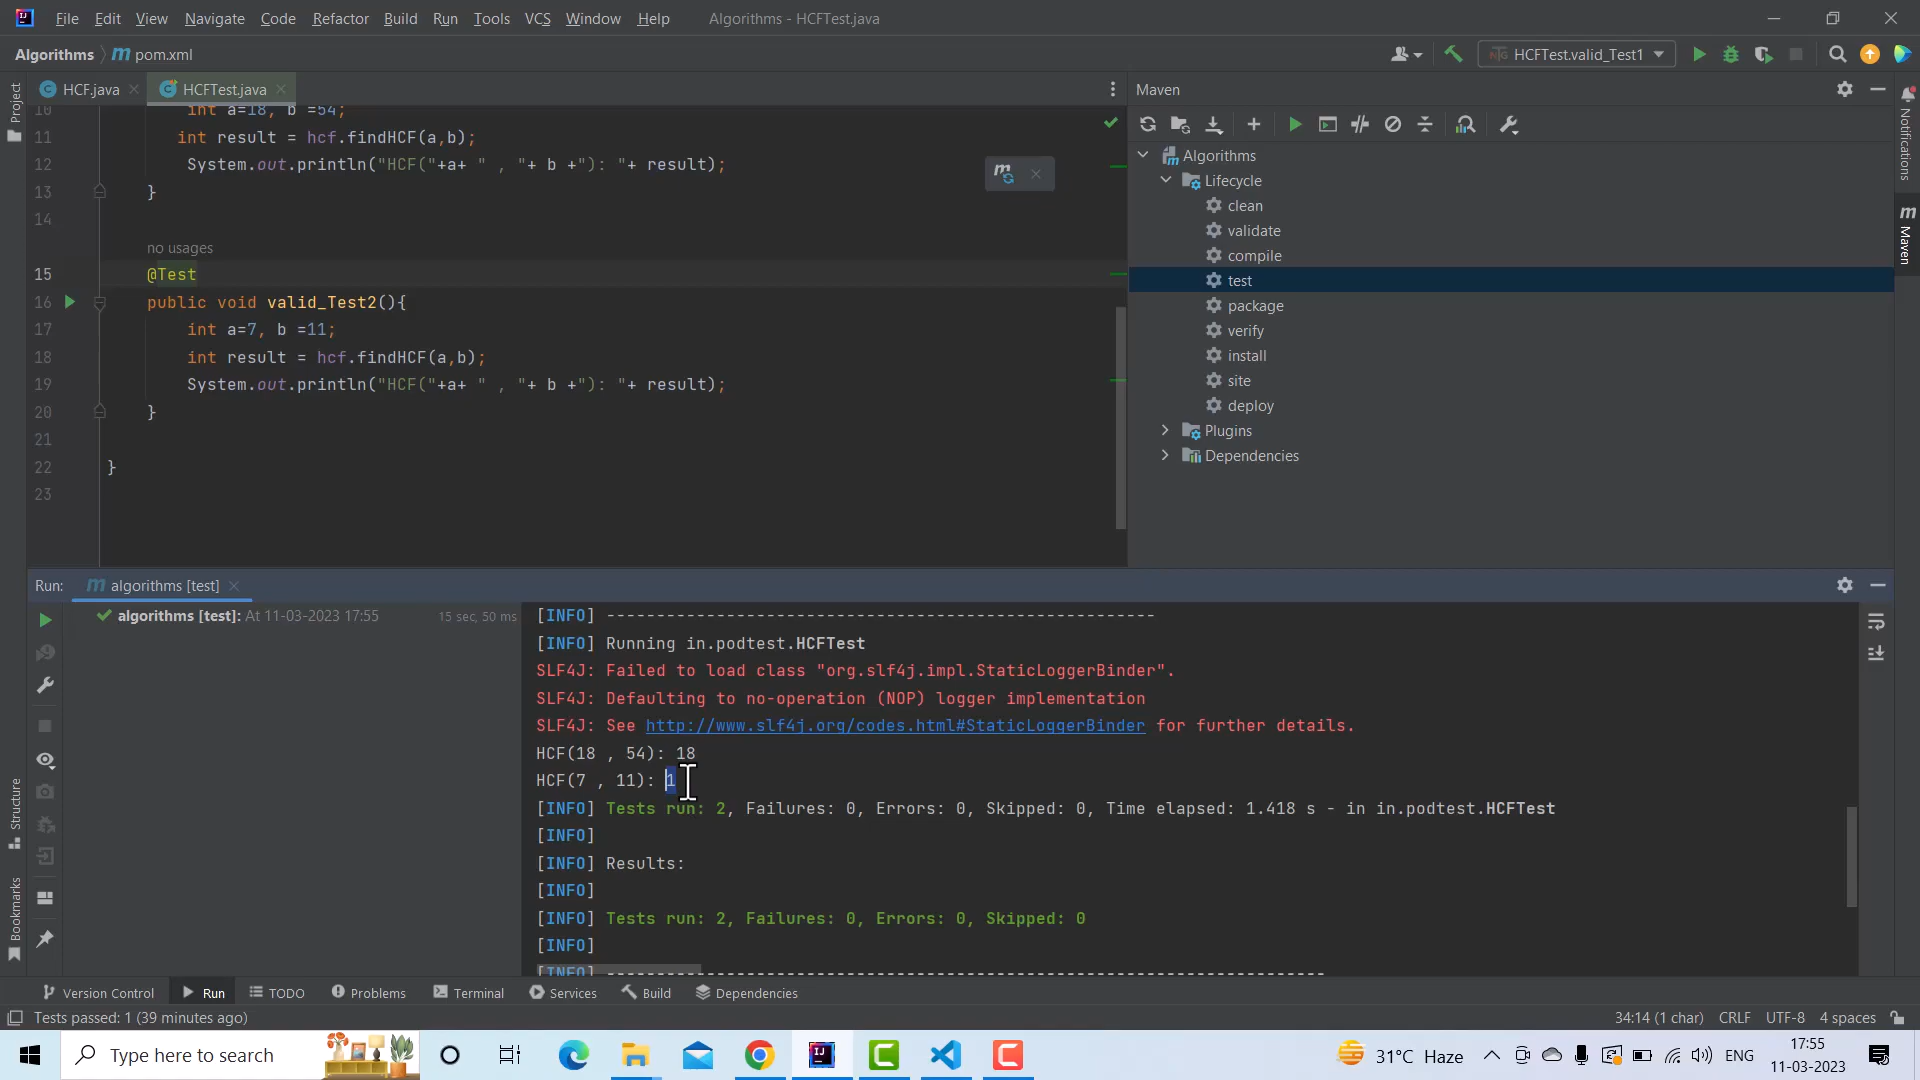 File Edit View Navigate Code Refactor Build Run Tools VCS Window Help Algorithms - HCFTest.java
Algorithms pom.xml HCFTest.valid_Test1
HCF.java HCFTest.java Maven
Project
Notifications
Maven
Structure
Bookmarks
10 int a=18, b =54;
11 int result = hcf.findHCF(a,b);
12 System.out.println("HCF("+a+ " , "+ b +"): "+ result);
13 }
14
no usages
15 @Test
16 public void valid_Test2(){
17 int a=7, b =11;
18 int result = hcf.findHCF(a,b);
19 System.out.println("HCF("+a+ " , "+ b +"): "+ result);
20 }
21
22 }
23
Algorithms
Lifecycle
clean
validate
compile
test
package
verify
install
site
deploy
Plugins
Dependencies
Run: algorithms [test]
algorithms [test]: At 11-03-2023 17:55 15 sec, 50 ms
[INFO] -------------------------------------------------------
[INFO] Running in.podtest.HCFTest
SLF4J: Failed to load class "org.slf4j.impl.StaticLoggerBinder".
SLF4J: Defaulting to no-operation (NOP) logger implementation
SLF4J: See http://www.slf4j.org/codes.html#StaticLoggerBinder for further details.
HCF(18 , 54): 18
HCF(7 , 11): 1
[INFO] Tests run: 2, Failures: 0, Errors: 0, Skipped: 0, Time elapsed: 1.418 s - in in.podtest.HCFTest
[INFO]
[INFO] Results:
[INFO]
[INFO] Tests run: 2, Failures: 0, Errors: 0, Skipped: 0
[INFO]
[INFO] ------------------------------------------------------------------------
Version Control Run TODO Problems Terminal Services Build Dependencies
Tests passed: 1 (39 minutes ago) 34:14 (1 char) CRLF UTF-8 4 spaces
Type here to search 31°C Haze ENG 17:55
11-03-2023